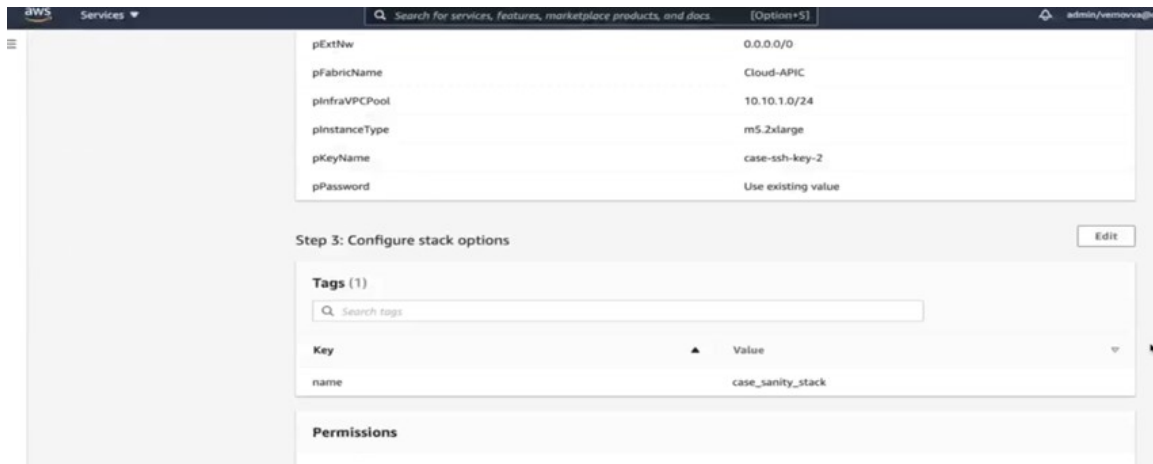 aws Services ▼ Search for services, features, marketplace products, and docs. [Option+S] admin/vemovva@
pExtNw 0.0.0.0/0
pFabricName Cloud-APIC
pInfraVPCPool 10.10.1.0/24
pInstanceType m5.2xlarge
pKeyName case-ssh-key-2
pPassword Use existing value
Step 3: Configure stack options Edit
Tags (1)
Search tags
Key Value
name case_sanity_stack
Permissions